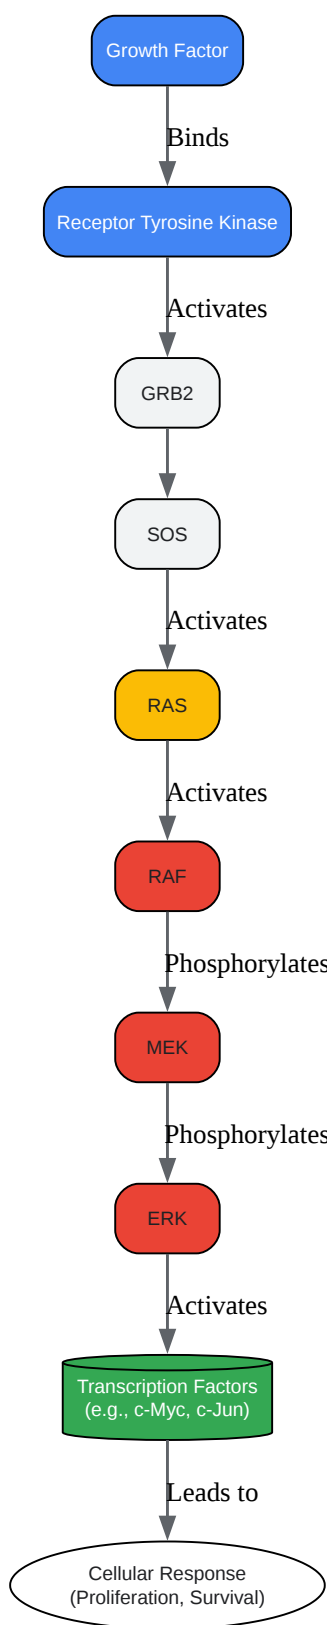 Growth Factor
Binds
Receptor Tyrosine Kinase
Activates
GRB2
SOS
Activates
RAS
Activates
RAF
Phosphorylates
MEK
Phosphorylates
ERK
Activates
Transcription Factors
(e.g., c-Myc, c-Jun)
Leads to
Cellular Response
(Proliferation, Survival)